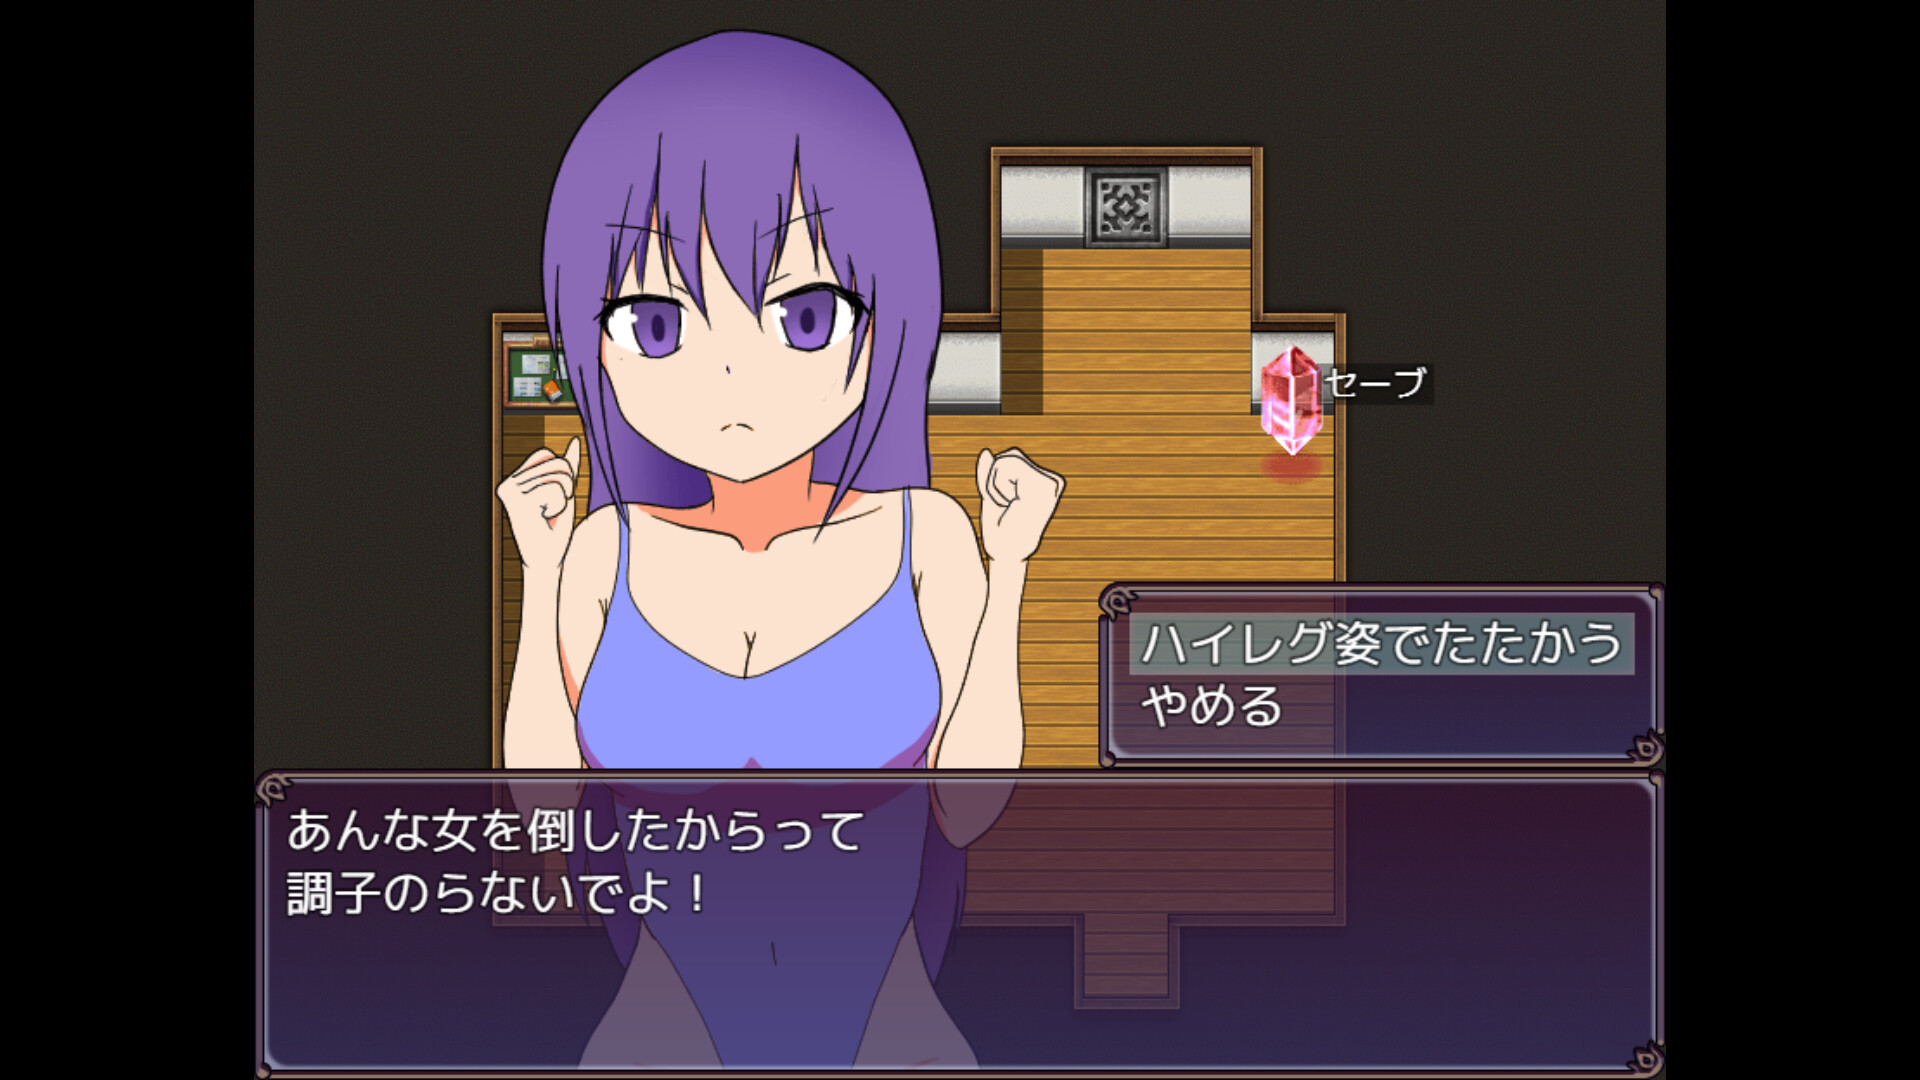 セーブ
ハイレグ姿でたたかう
やめる
あんな女を倒したからって
調子のらないでよ！